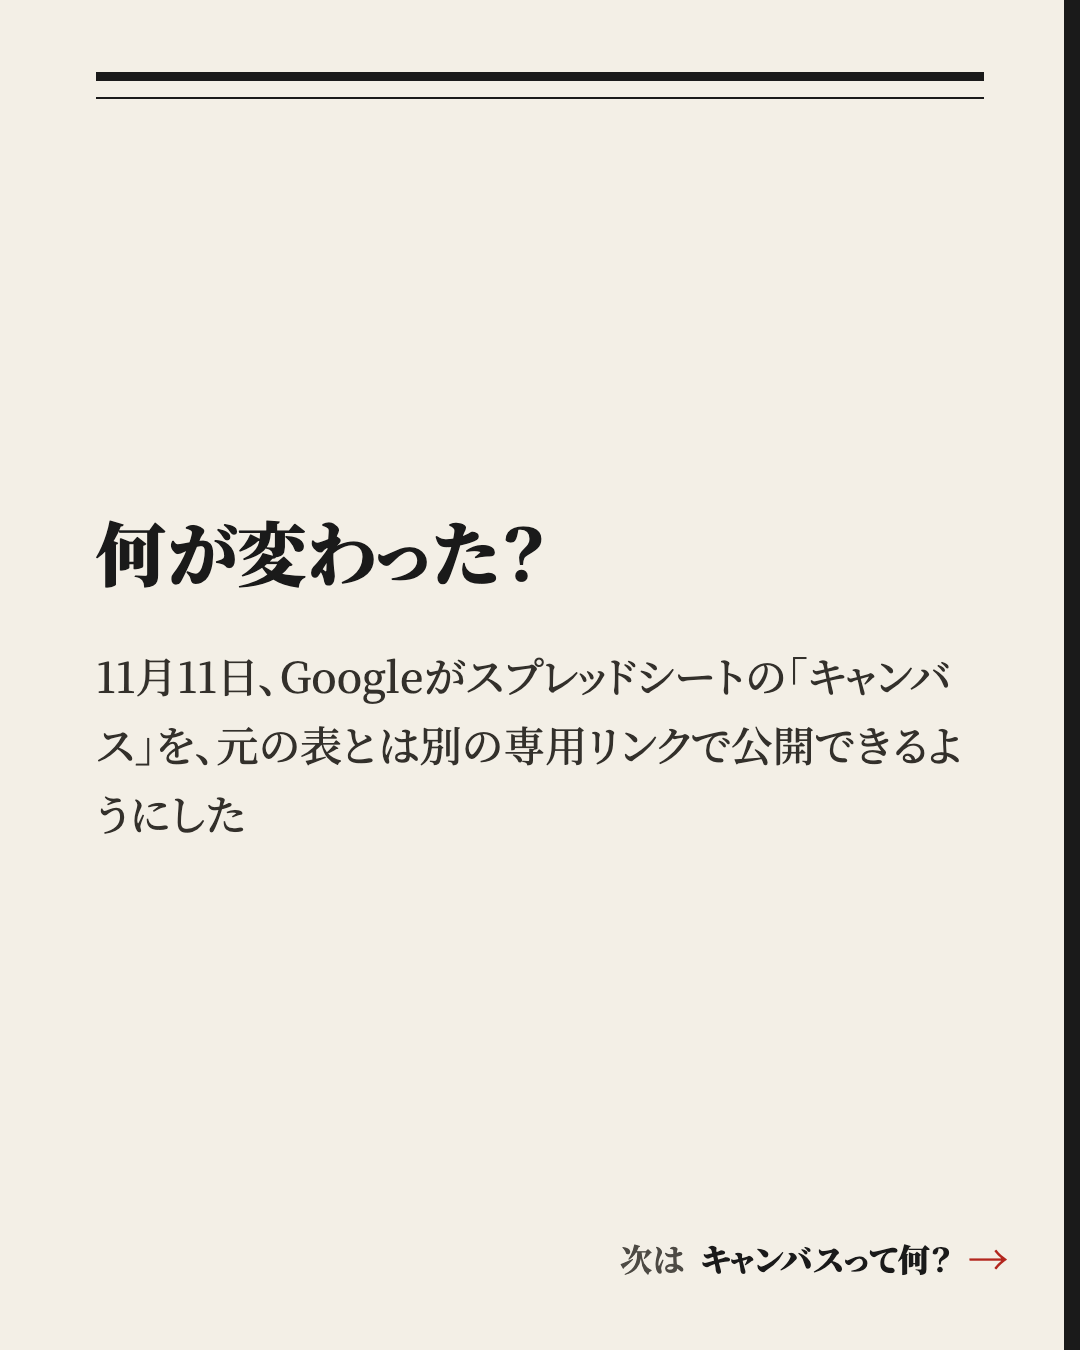 何が変わった？
11月11日、Googleがスプレッドシートの「キャンバ
ス」を、元の表とは別の専用リンクで公開できるよ
うにした
次は キャンバスって何？ →